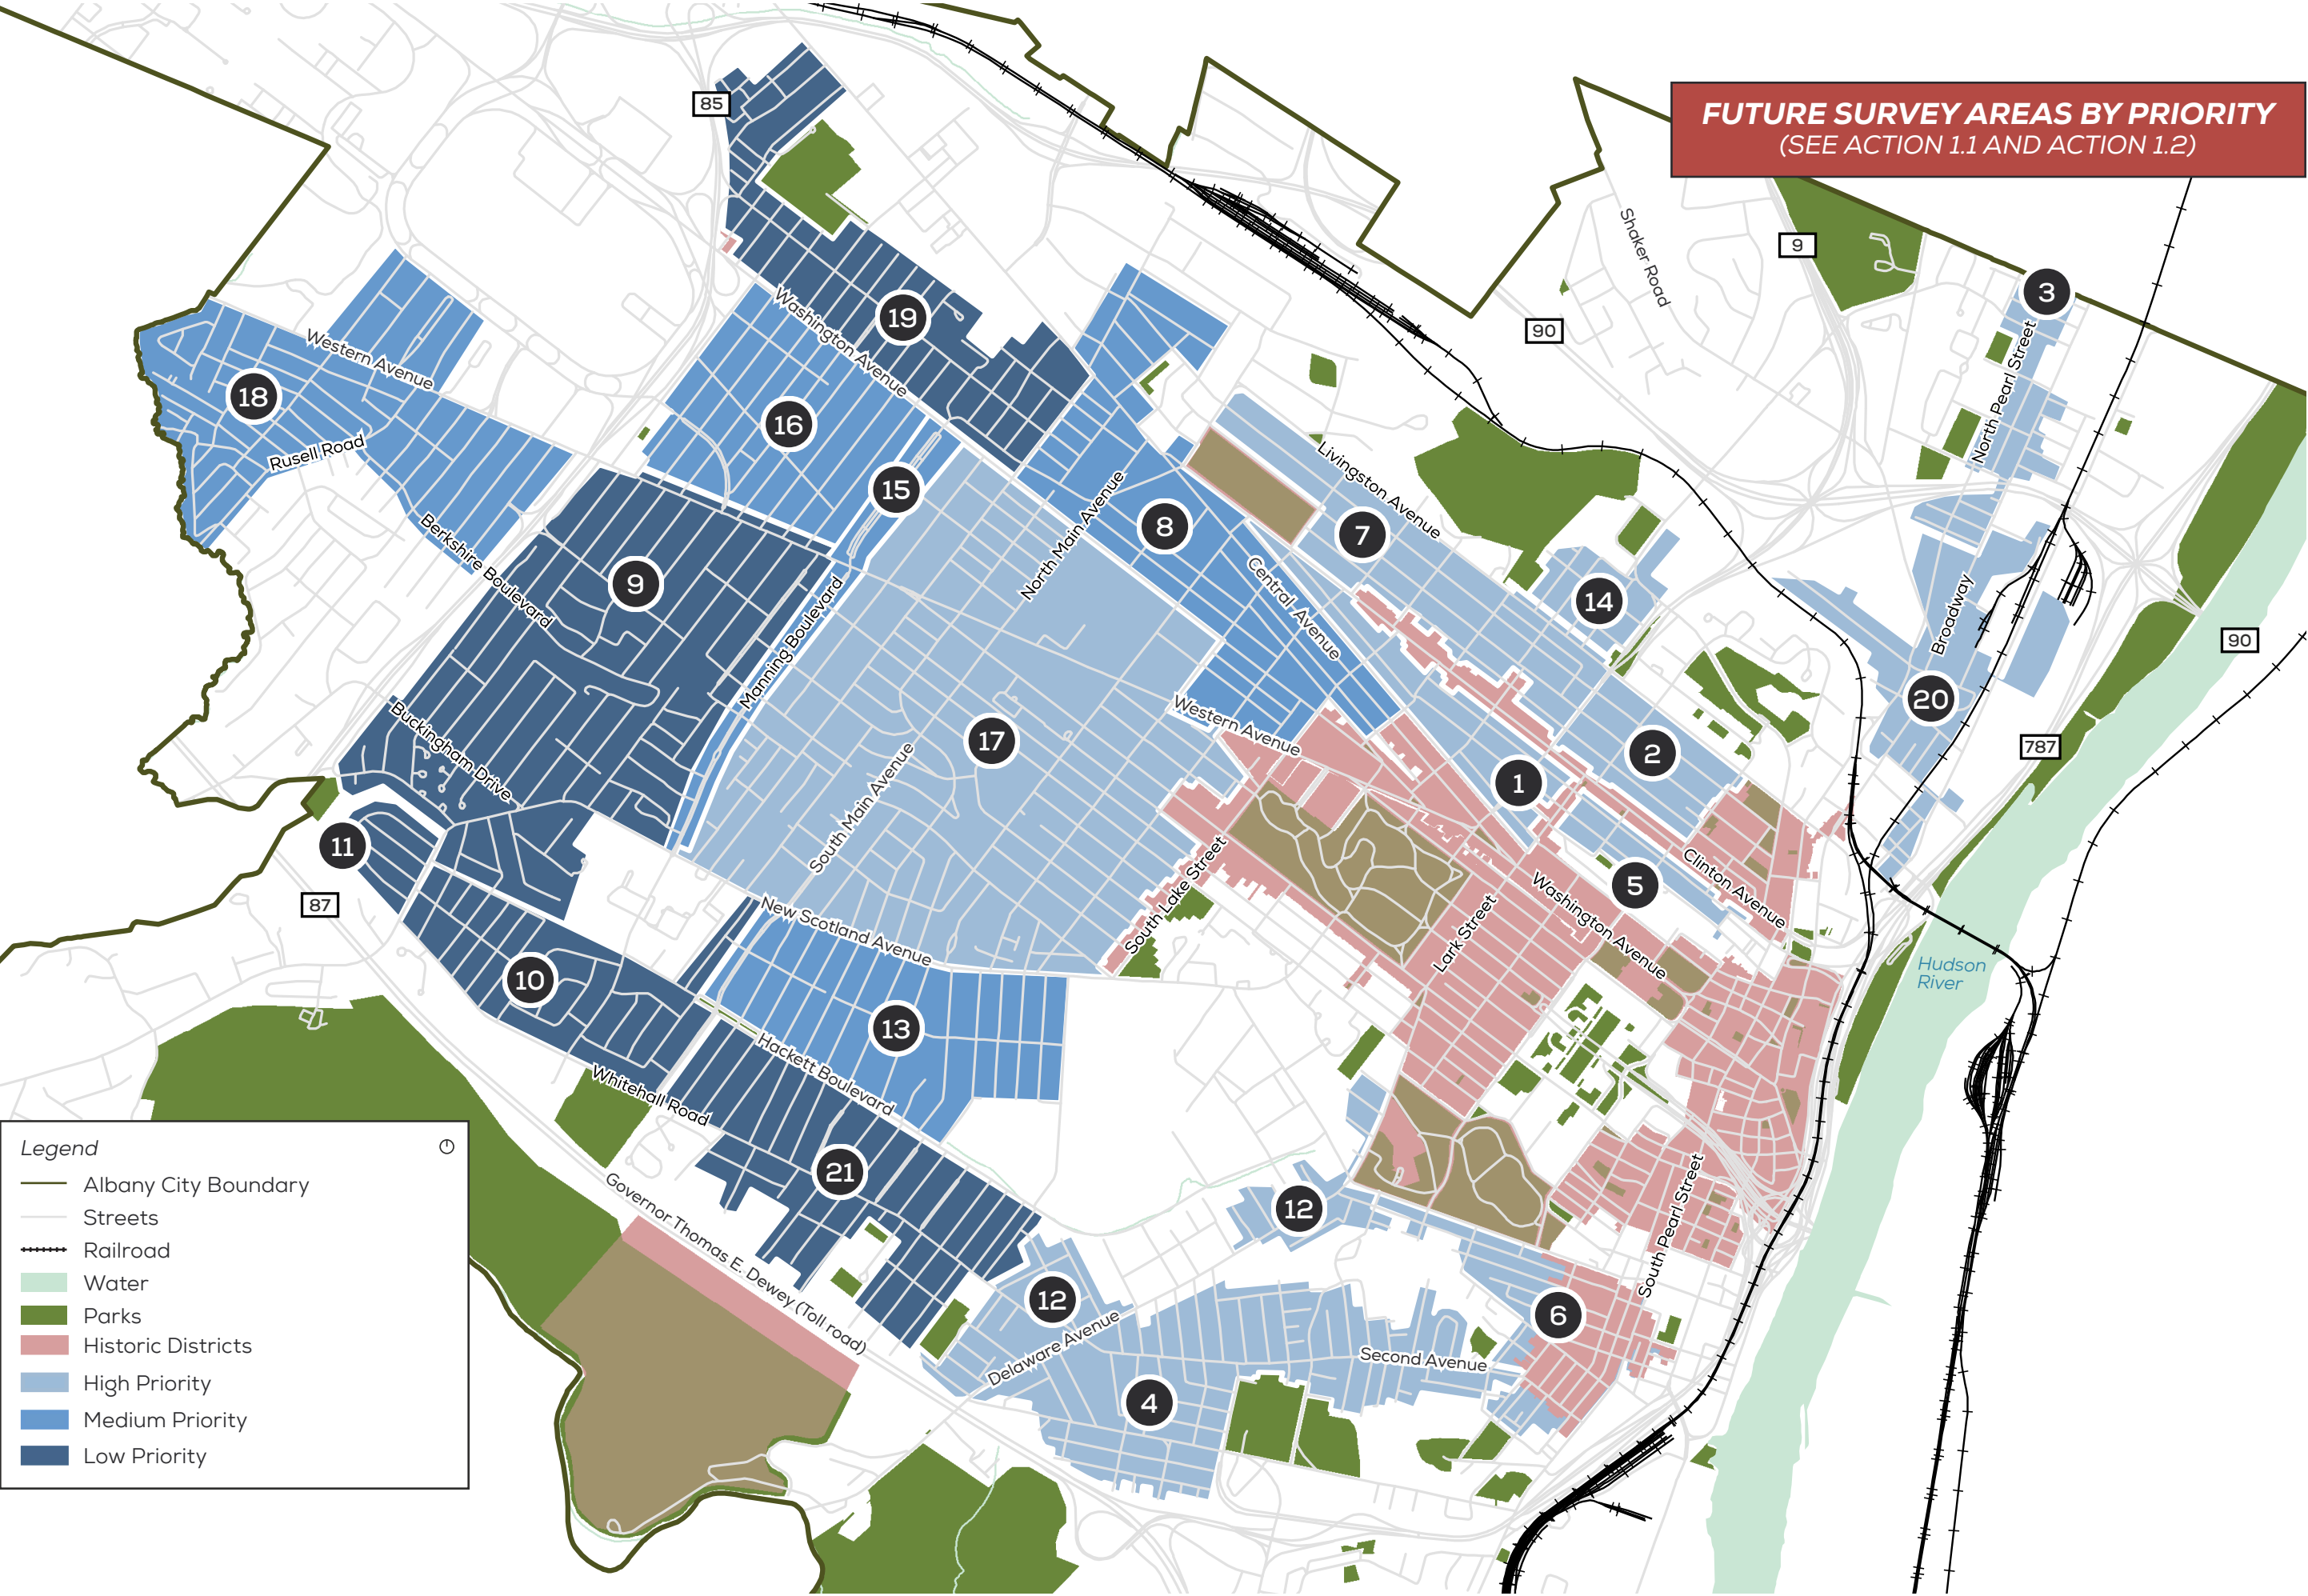 FUTURE SURVEY AREAS BY PRIORITY
(SEE ACTION 1.1 AND ACTION 1.2)
85
9
3
Shaker Road
90
19
Washington Avenue
North Pearl Street
Western Avenue
18
16
Rusell Road
15
Livingston Avenue
8
7
North Main Avenue
Berkshire Boulevard
9
Central Avenue
14
Broadway
90
Manning Boulevard
20
Western Avenue
17
2
787
Buckingham Drive
1
South Main Avenue
11
South Lake Street
Clinton Avenue
5
87
Washington Avenue
New Scotland Avenue
Lark Street
10
Hudson
River
13
Hackett Boulevard
Whitehall Road
21
South Pearl Street
12
Governor Thomas E. Dewey (Toll road)
12
6
Delaware Avenue
Second Avenue
4
Legend
Albany City Boundary
Streets
Railroad
Water
Parks
Historic Districts
High Priority
Medium Priority
Low Priority